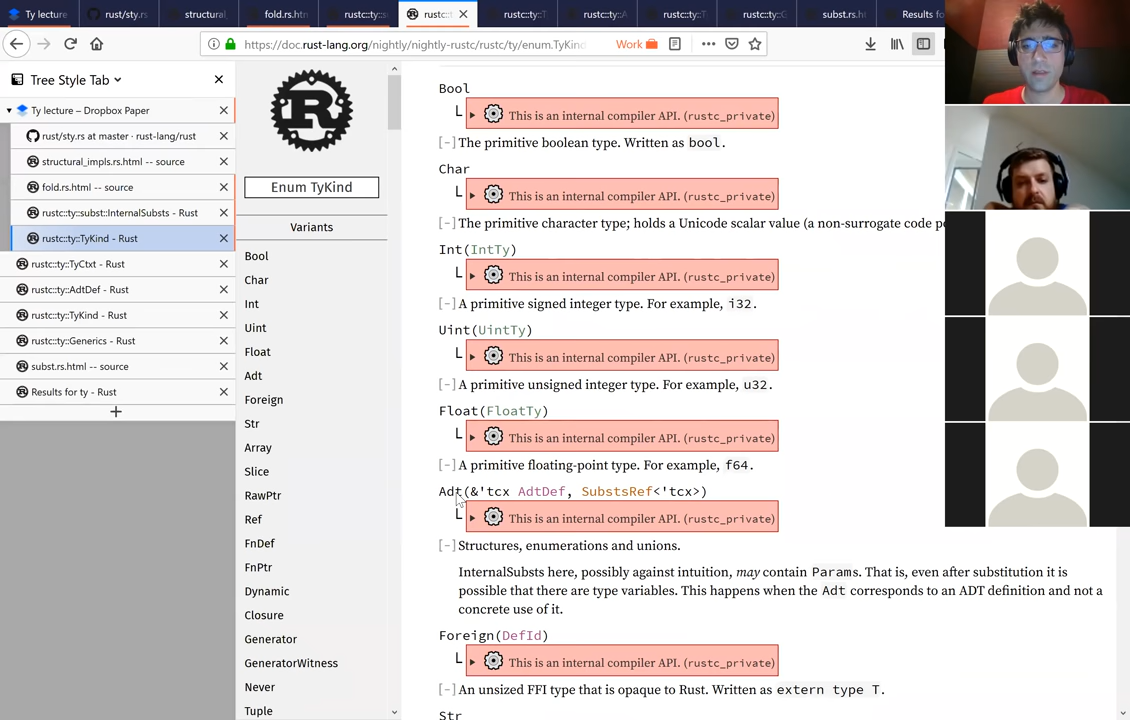 Ty lecture
rust/sty.rs
structural_
fold.rs.htn
rustc::ty::s
rustc::
rustc::ty::T
rustc::ty::A
rustc::ty::T
rustc::ty::G
subst.rs.ht
Results fo
https://doc.rust-lang.org/nightly/nightly-rustc/rustc/ty/enum.TyKind
Work
Tree Style Tab
Ty lecture – Dropbox Paper
rust/sty.rs at master · rust-lang/rust
structural_impls.rs.html -- source
fold.rs.html -- source
rustc::ty::subst::InternalSubsts - Rust
rustc::ty::TyKind - Rust
rustc::ty::TyCtxt - Rust
rustc::ty::AdtDef - Rust
rustc::ty::TyKind - Rust
rustc::ty::Generics - Rust
subst.rs.html -- source
Results for ty - Rust
+
R
Enum TyKind
Variants
Bool
Char
Int
Uint
Float
Adt
Foreign
Str
Array
Slice
RawPtr
Ref
FnDef
FnPtr
Dynamic
Closure
Generator
GeneratorWitness
Never
Tuple
Bool
This is an internal compiler API. (rustc_private)
[-]The primitive boolean type. Written as bool.
Char
This is an internal compiler API. (rustc_private)
[-]The primitive character type; holds a Unicode scalar value (a non-surrogate code po
Int(IntTy)
This is an internal compiler API. (rustc_private)
[-]A primitive signed integer type. For example, i32.
Uint(UintTy)
This is an internal compiler API. (rustc_private)
[-]A primitive unsigned integer type. For example, u32.
Float(FloatTy)
This is an internal compiler API. (rustc_private)
[-]A primitive floating-point type. For example, f64.
Adt(&'tcx AdtDef, SubstsRef<'tcx>)
This is an internal compiler API. (rustc_private)
[-]Structures, enumerations and unions.
InternalSubsts here, possibly against intuition, may contain Params. That is, even after substitution it is
possible that there are type variables. This happens when the Adt corresponds to an ADT definition and not a
concrete use of it.
Foreign(DefId)
This is an internal compiler API. (rustc_private)
[-]An unsized FFI type that is opaque to Rust. Written as extern type T.
Str